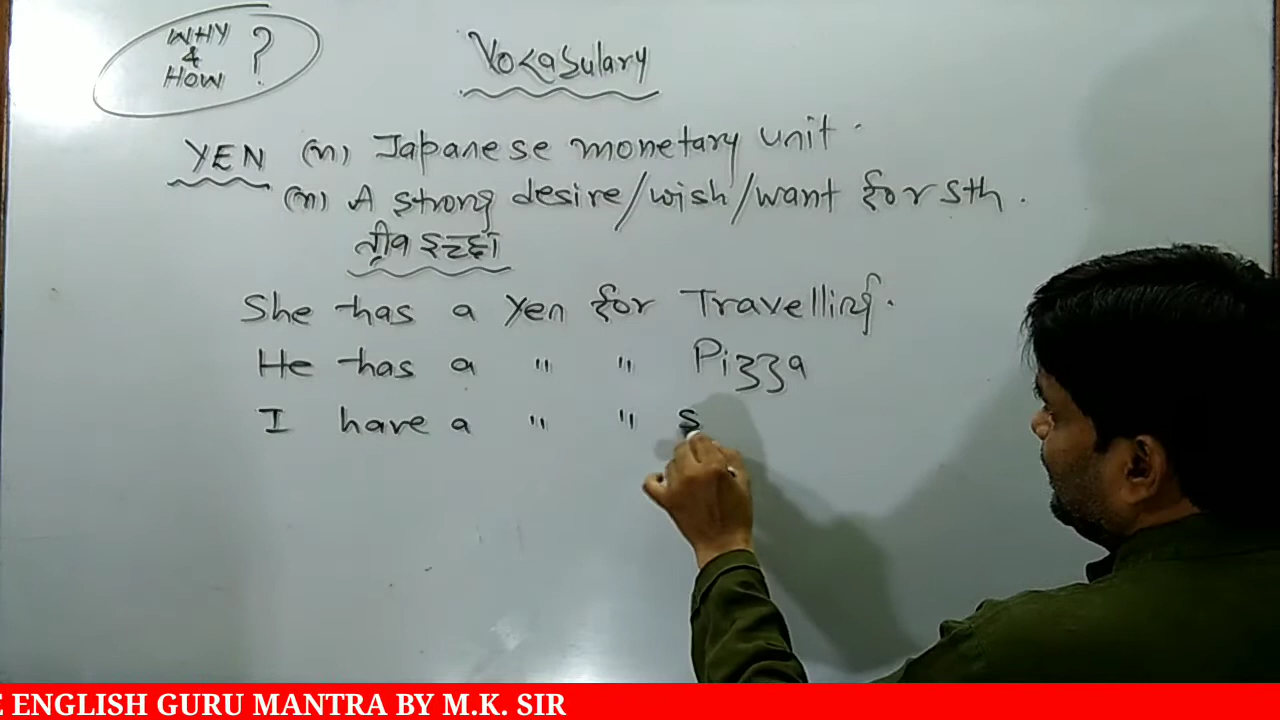 WHY
&
HOW ?
Vocabulary
YEN (n) Japanese monetary unit.
(n) A strong desire/wish/want for sth.
तीव्र इच्छा
She has a yen for Travelling.
He has a " " Pizza
I have a " " S
E ENGLISH GURU MANTRA BY M.K. SIR